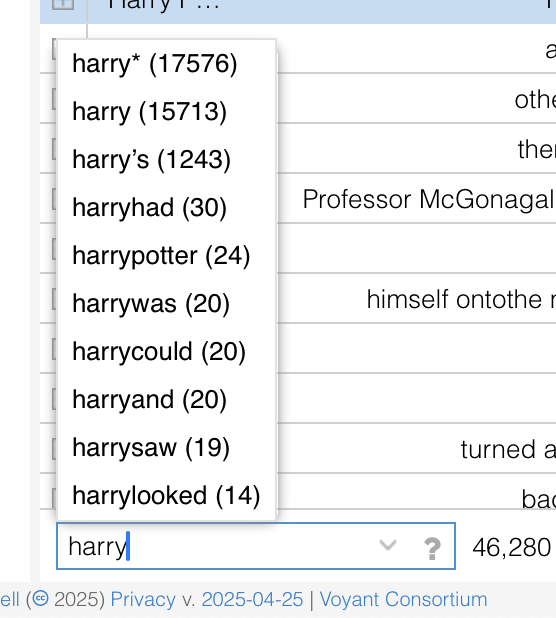 Harry P…
harry* (17576)
harry (15713)
harry’s (1243)
harryhad (30)
harrypotter (24)
harrywas (20)
harrycould (20)
harryand (20)
harrysaw (19)
harrylooked (14)
a
othe
ther
Professor McGonagal
himself ontothe
turned a
bac
harry
?
46,280
ell (cc 2025) Privacy v. 2025-04-25 | Voyant Consortium